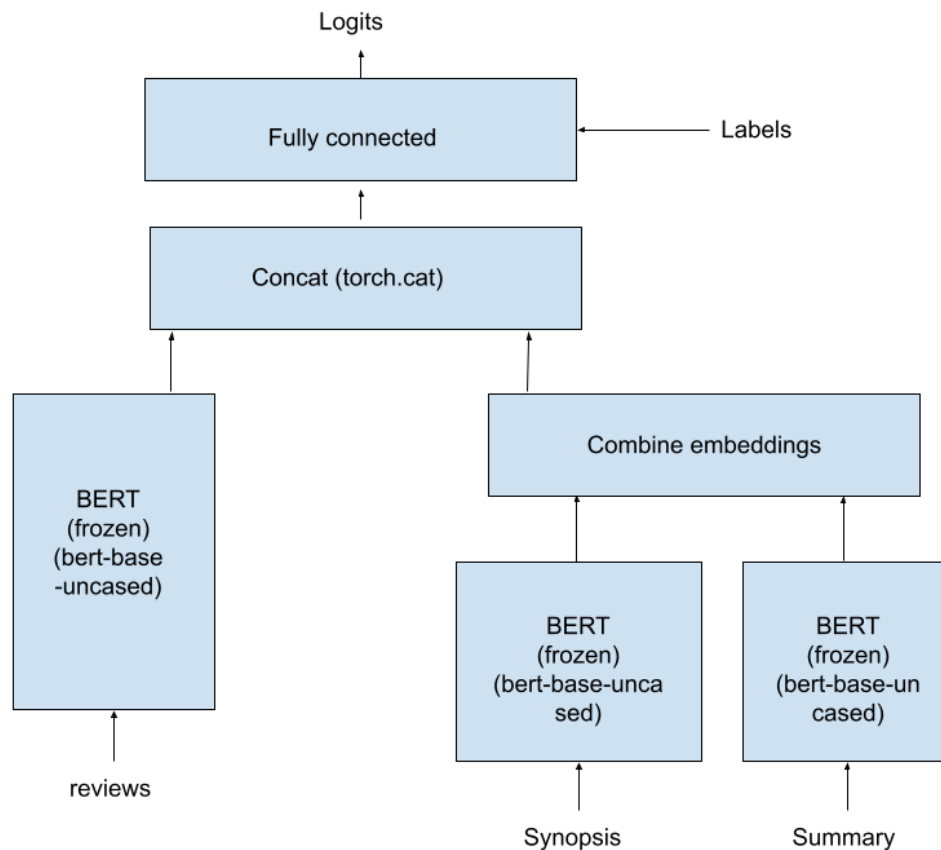 Logits
Fully connected
Labels
Concat (torch.cat)
Combine embeddings
BERT
(frozen)
(bert-base
-uncased)
BERT
(frozen)
(bert-base-unca
sed)
BERT
(frozen)
(bert-base-un
cased)
reviews
Synopsis
Summary